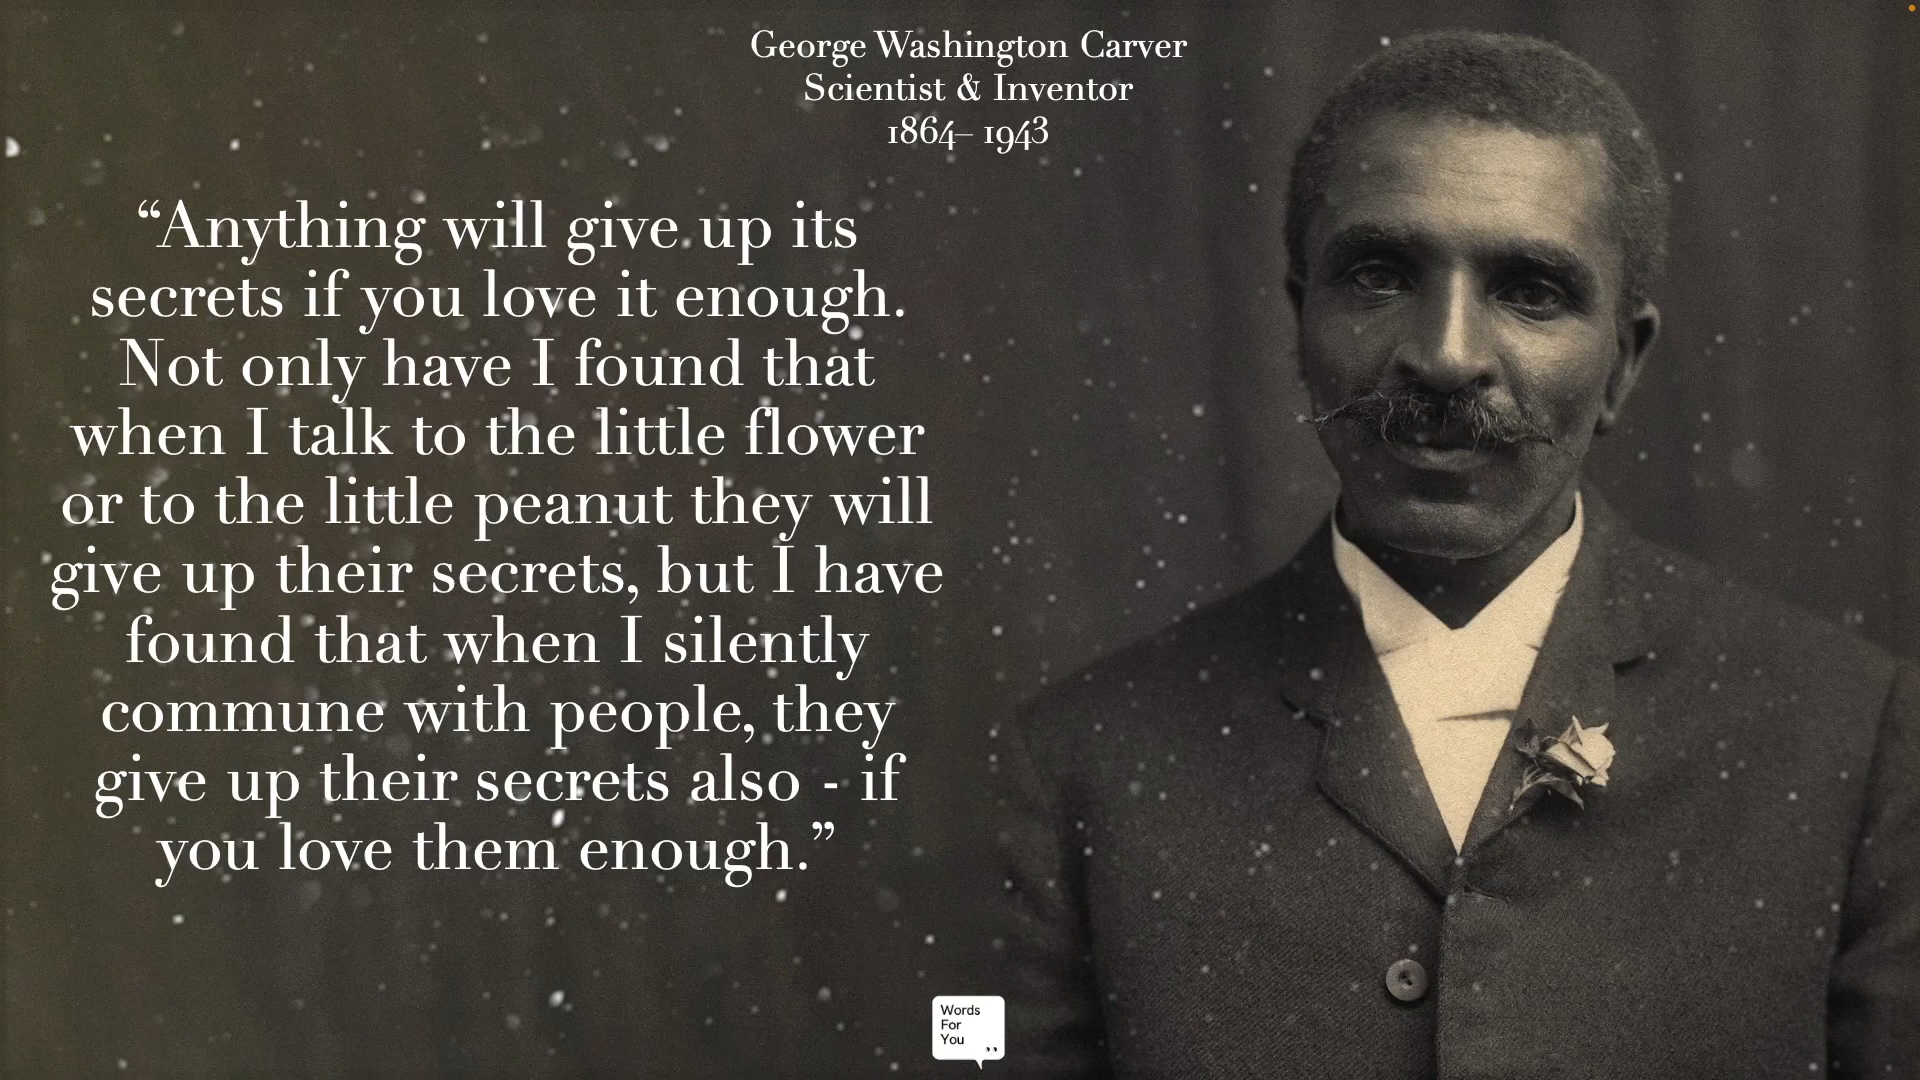 George Washington Carver
Scientist & Inventor
1864– 1943
“Anything will give up its
secrets if you love it enough.
Not only have I found that
when I talk to the little flower
or to the little peanut they will
give up their secrets, but I have
found that when I silently
commune with people, they
give up their secrets also - if
you love them enough.”
Words
For
You